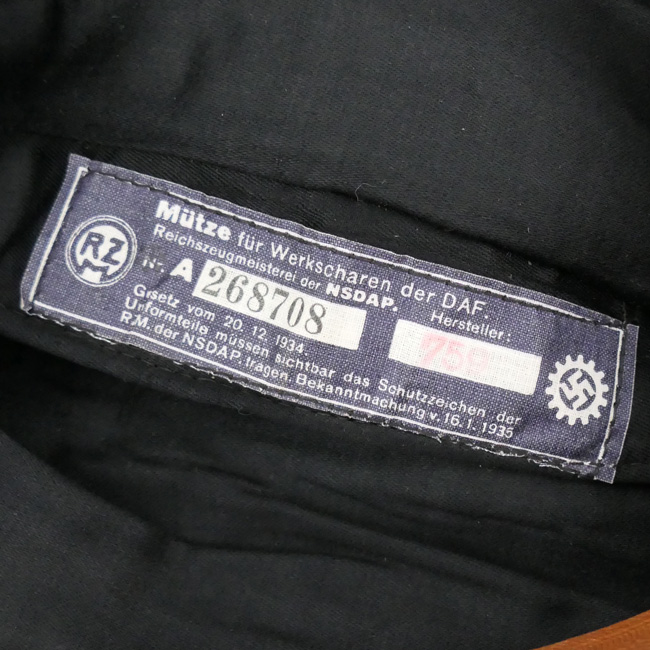 RZM
Mütze für Werkscharen der DAF.
Reichszeugmeisterei der NSDAP.
Nr. A 268708
Hersteller:
759
Gesetz vom 20.12.1934.
Uniformteile müssen sichtbar das Schutzzeichen der
R.M. der NSDAP. tragen. Bekanntmachung v. 16.1.1935